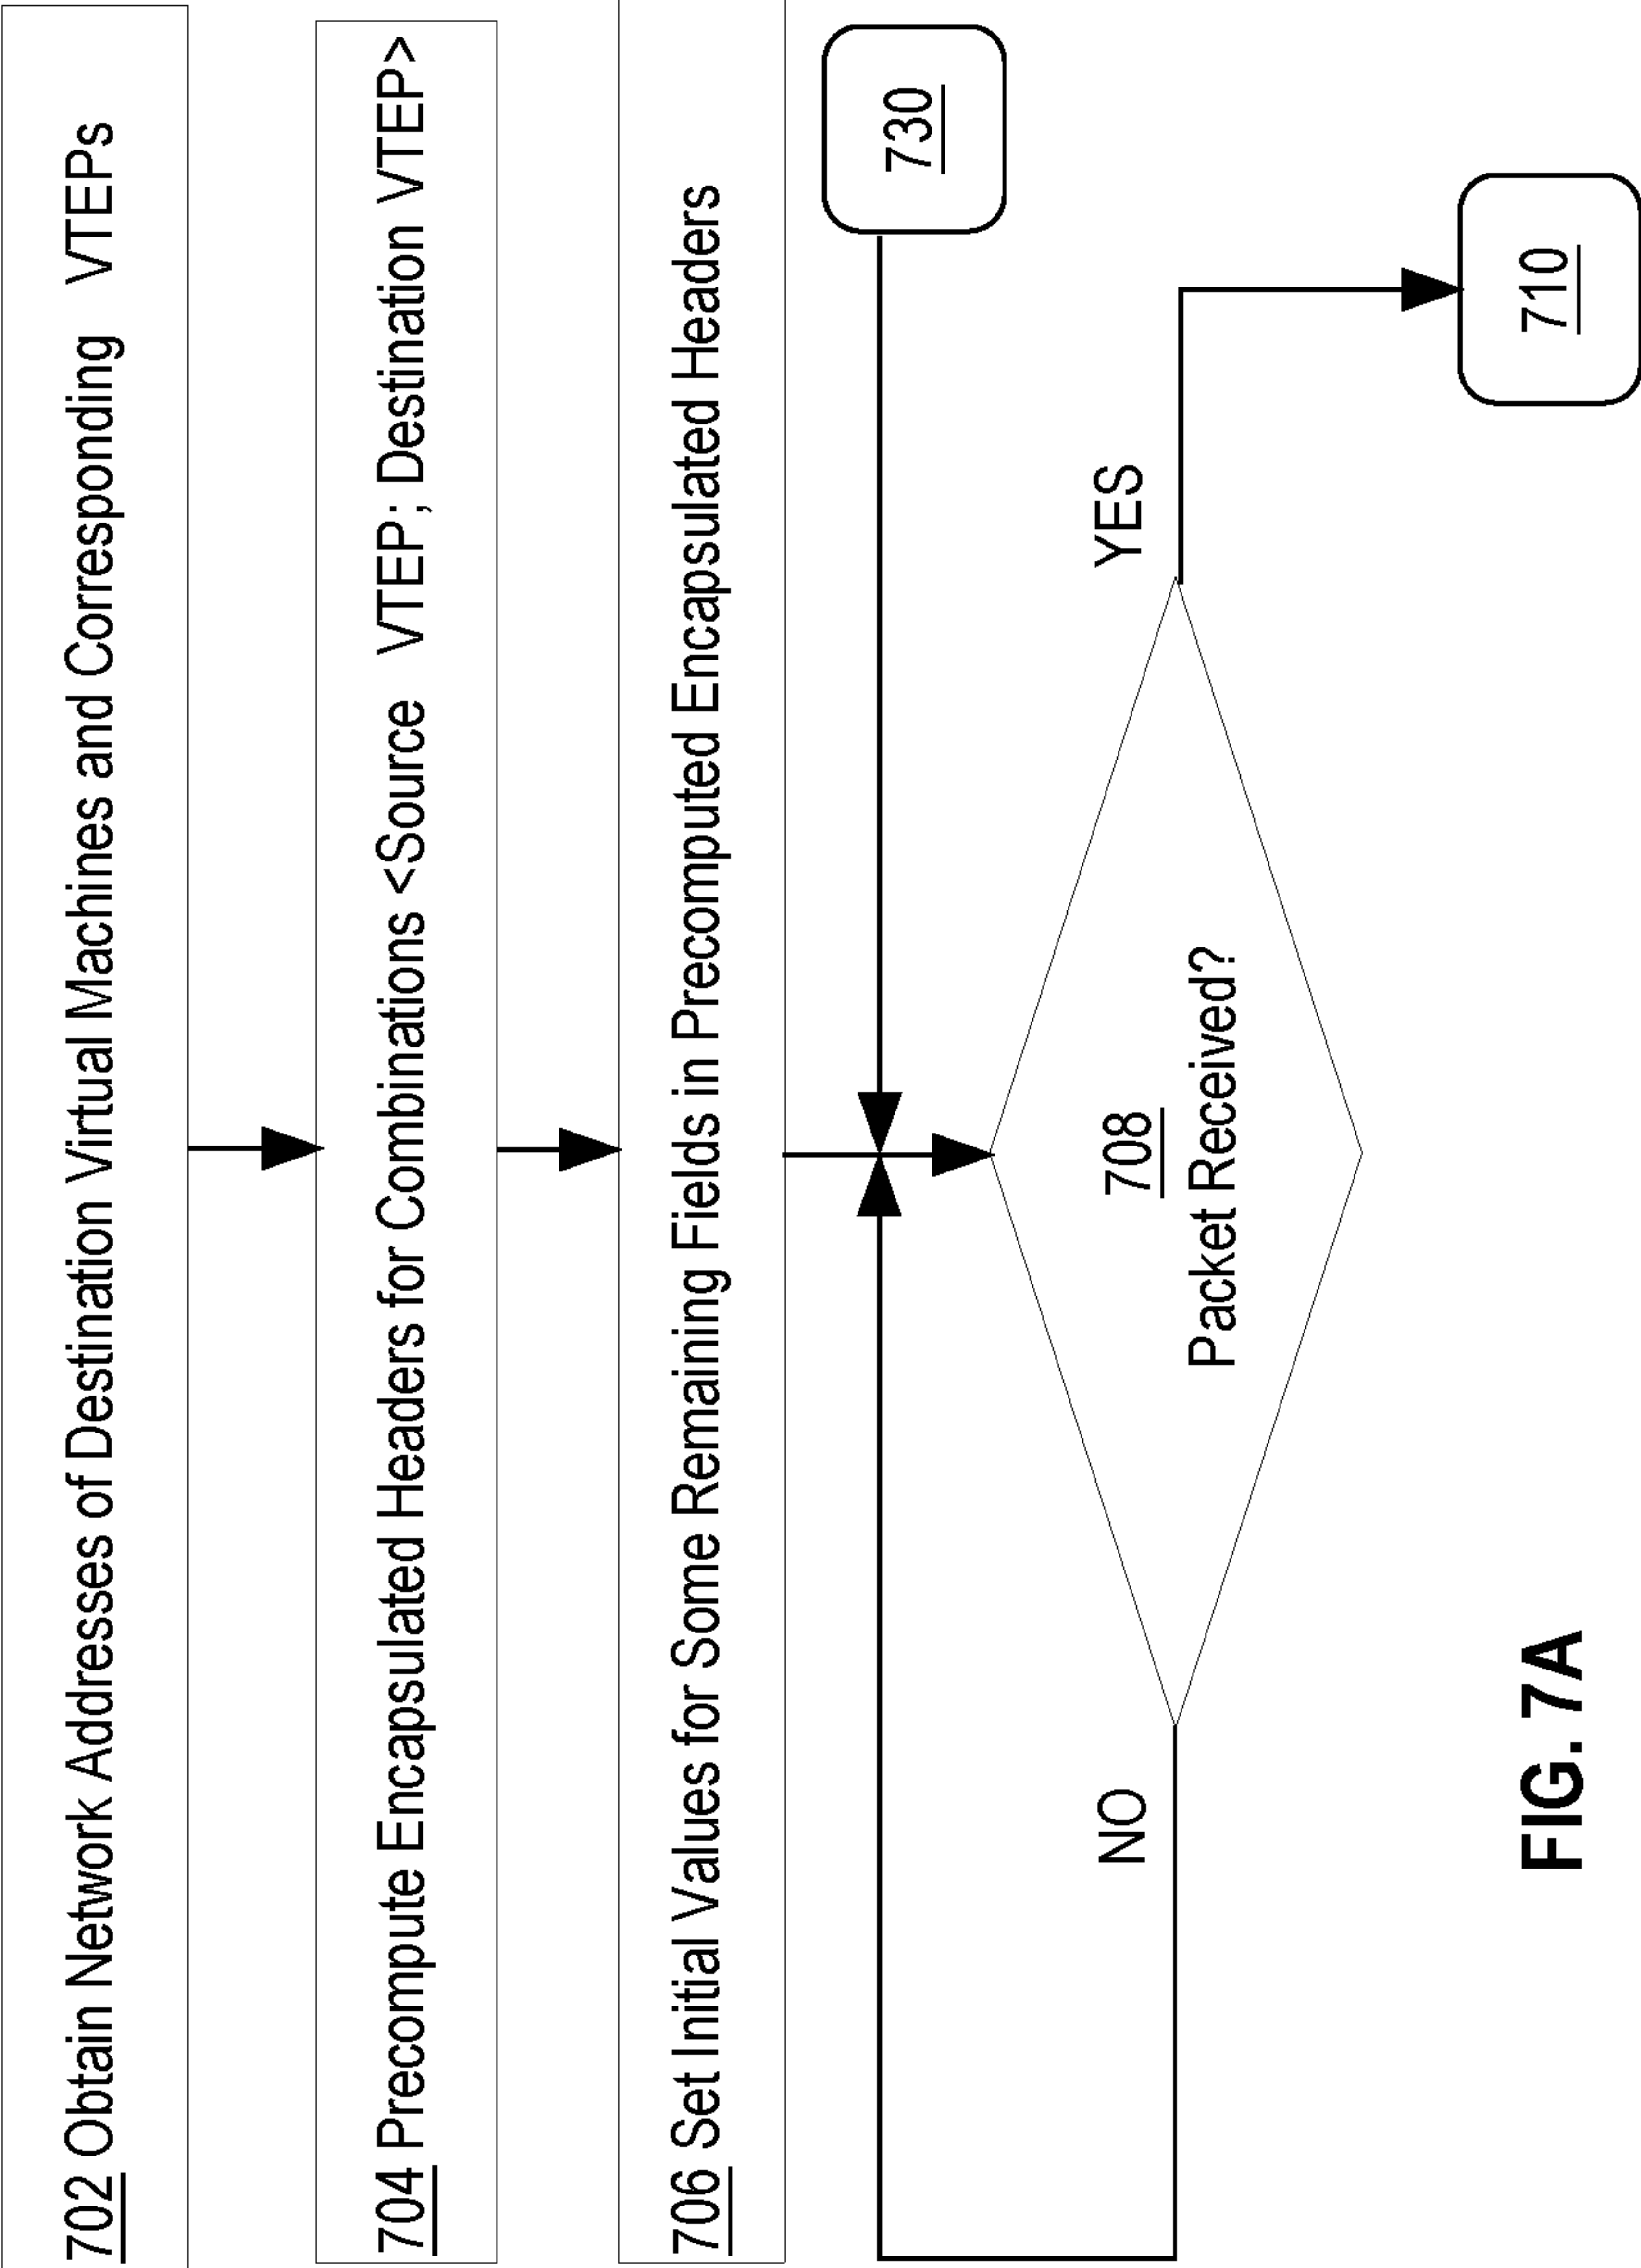 702 Obtain Network Addresses of Destination Virtual Machines and Corresponding VTEPs
704 Precompute Encapsulated Headers for Combinations <Source VTEP; Destination VTEP>
706 Set Initial Values for Some Remaining Fields in Precomputed Encapsulated Headers
730
708
Packet Received?
NO
YES
710
FIG. 7A